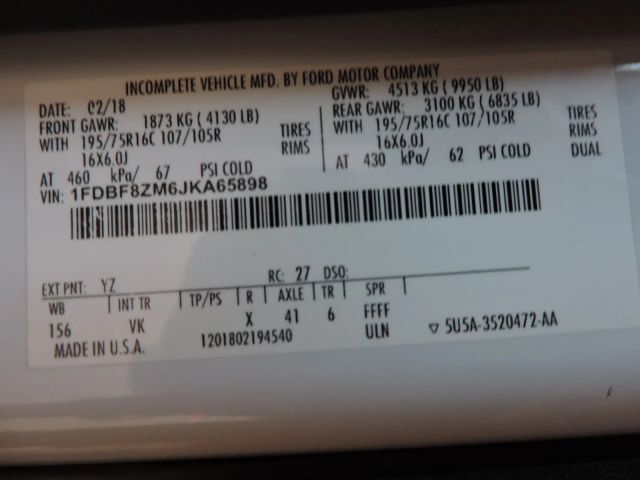 INCOMPLETE VEHICLE MFD. BY FORD MOTOR COMPANY
DATE: 02/18 GVWR: 4513 KG ( 9950 LB)
FRONT GAWR: 1873 KG ( 4130 LB) REAR GAWR: 3100 KG ( 6835 LB)
WITH 195/75R16C 107/105R TIRES WITH 195/75R16C 107/105R TIRES
16X6.0J RIMS 16X6.0J RIMS
AT 460 kPa/ 67 PSI COLD AT 430 kPa/ 62 PSI COLD DUAL
VIN: 1FDBF8ZM6JKA65898
EXT PNT: YZ RC: 27 DSO:
WB INT TR TP/PS R AXLE TR SPR
156 VK X 41 6 FFFF
MADE IN U.S.A. 1201802194540 ULN ▽ 5U5A-3520472-AA